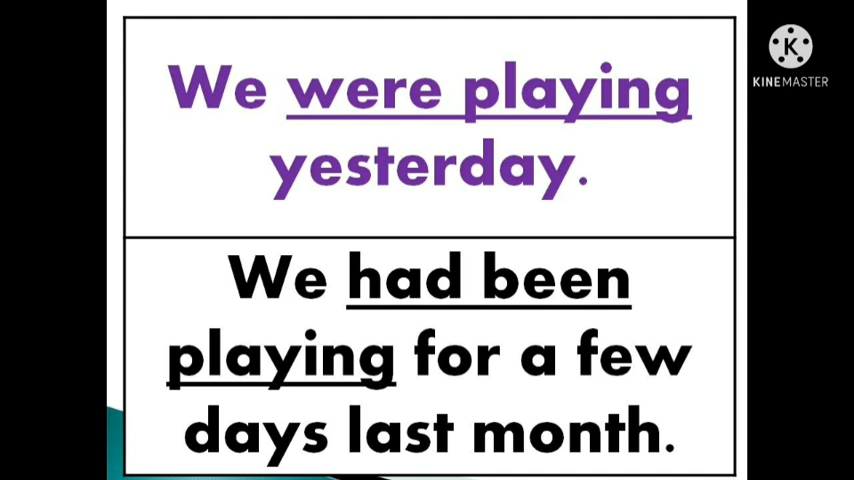 We were playing
yesterday.
We had been
playing for a few
days last month.
K
KINEMASTER